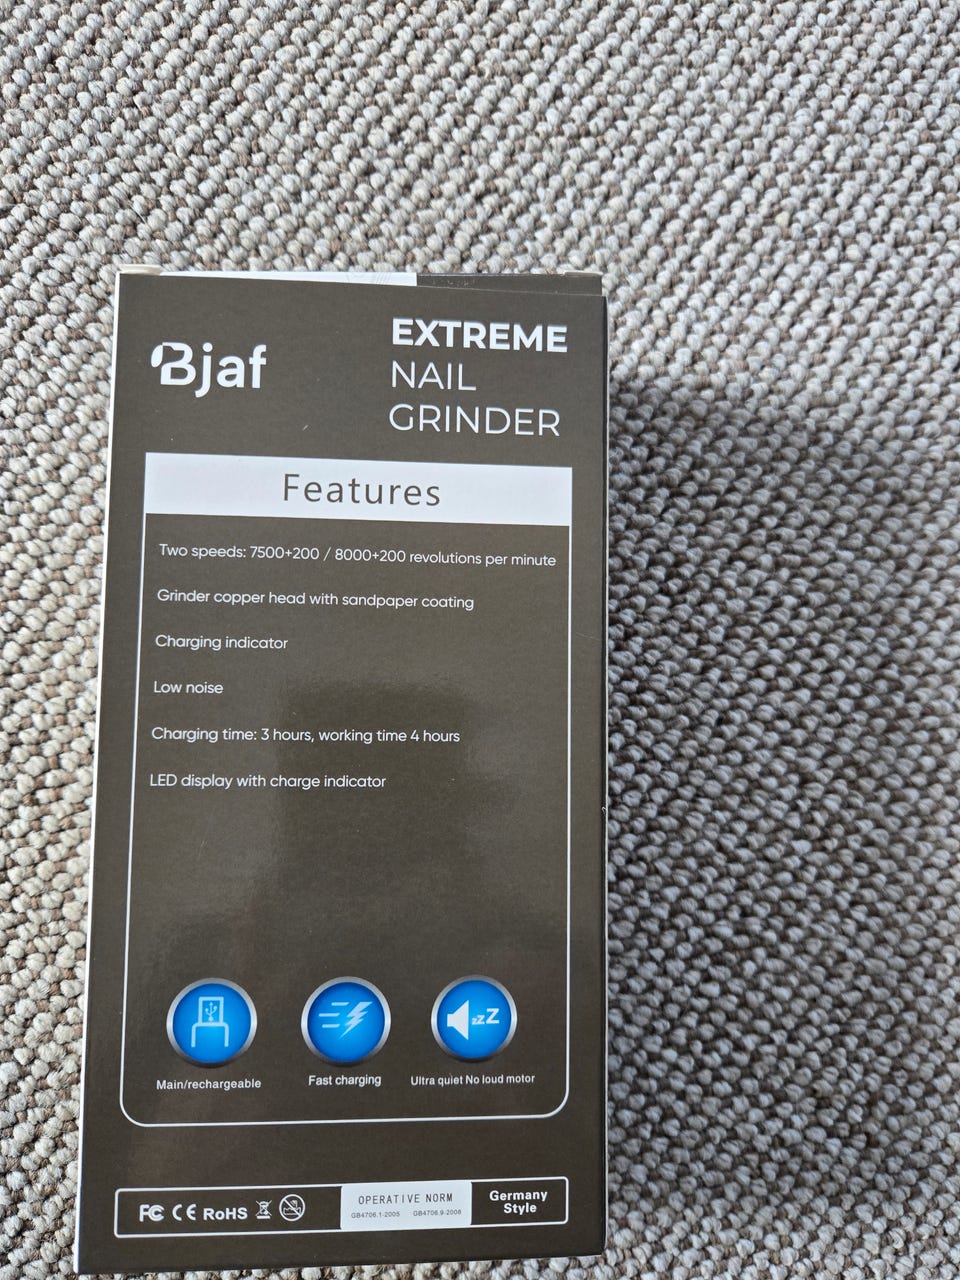 Bjaf
EXTREME
NAIL
GRINDER
Features
Two speeds: 7500+200 / 8000+200 revolutions per minute
Grinder copper head with sandpaper coating
Charging indicator
Low noise
Charging time: 3 hours, working time 4 hours
LED display with charge indicator
zzZ
Main/rechargeable
Fast charging
Ultra quiet No loud motor
FC CE RoHS
OPERATIVE NORM
GB4706.1-2005 GB4706.9-2008
Germany
Style